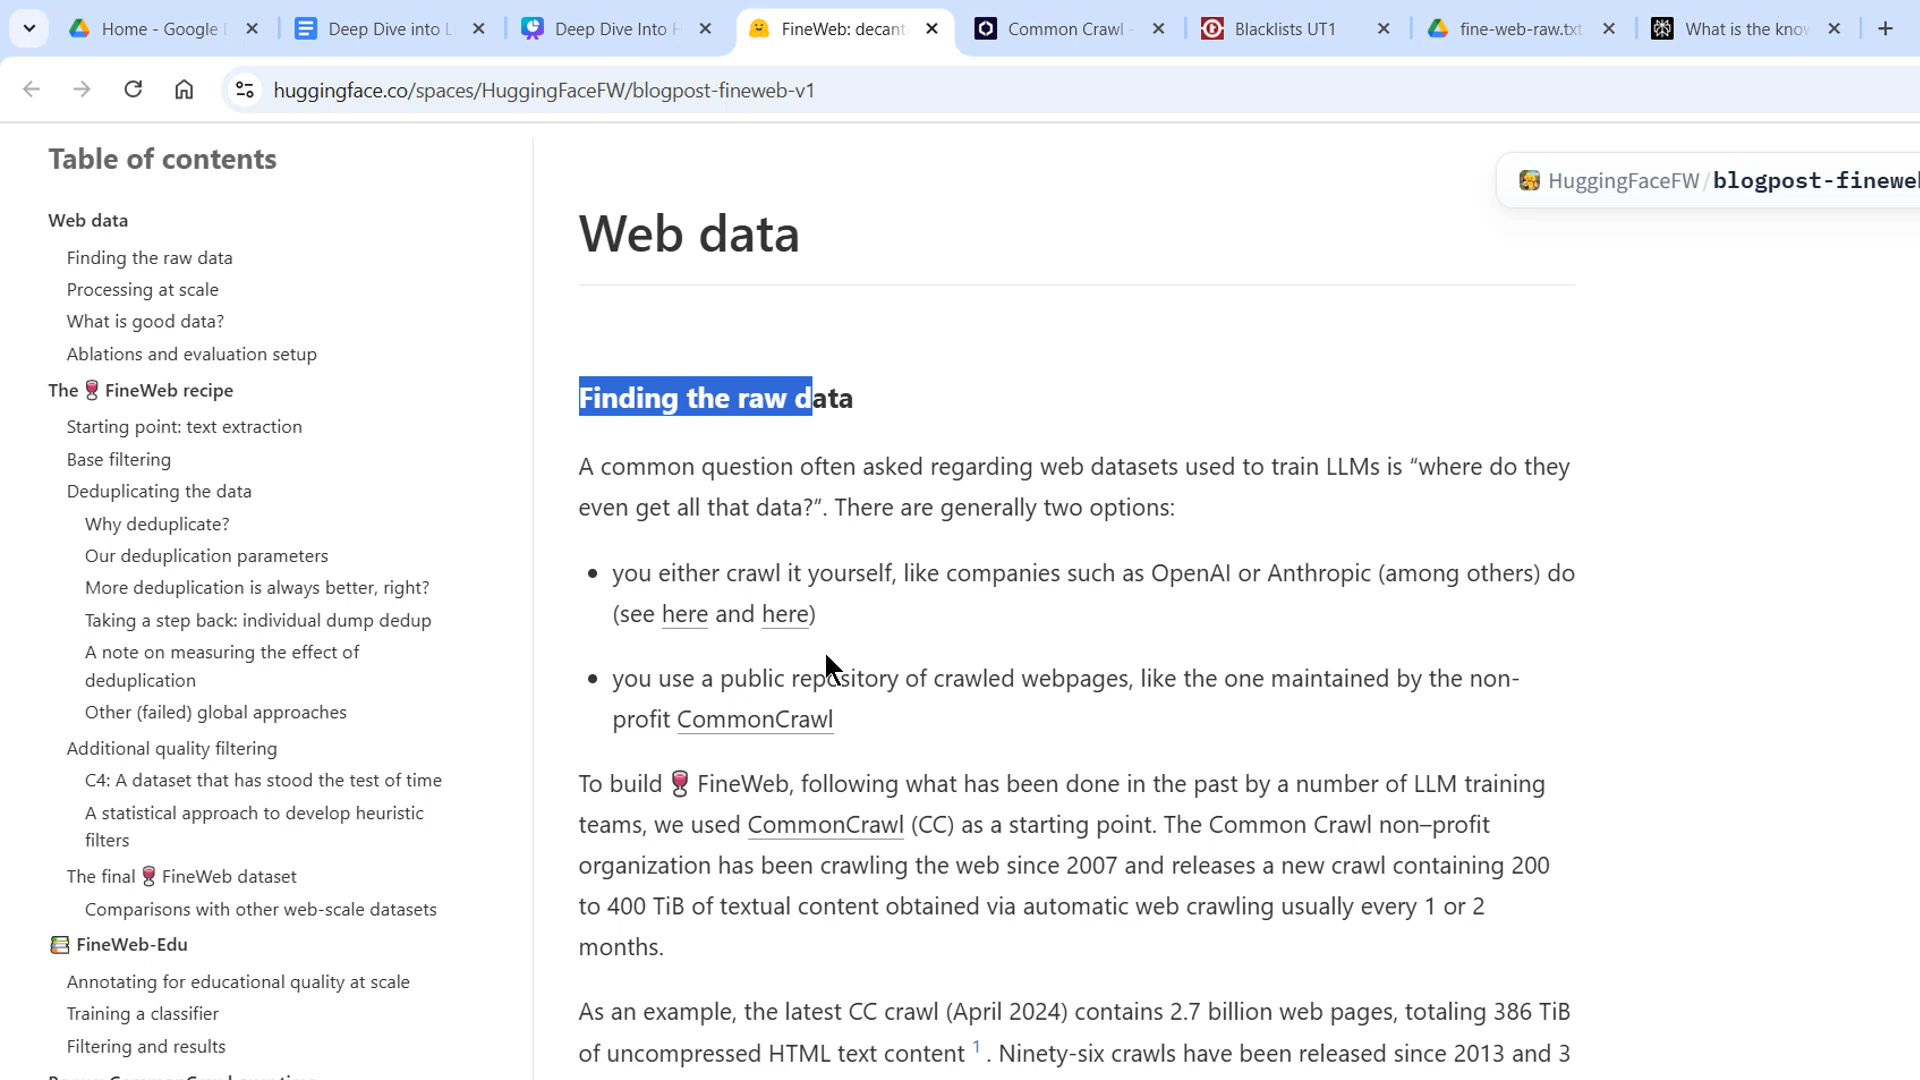 Home - Google D
Deep Dive into L
Deep Dive Into H
FineWeb: decant
Common Crawl -
Blacklists UT1
fine-web-raw.txt
What is the know
huggingface.co/spaces/HuggingFaceFW/blogpost-fineweb-v1
Table of contents
Web data
Finding the raw data
Processing at scale
What is good data?
Ablations and evaluation setup
The 🍷 FineWeb recipe
Starting point: text extraction
Base filtering
Deduplicating the data
Why deduplicate?
Our deduplication parameters
More deduplication is always better, right?
Taking a step back: individual dump dedup
A note on measuring the effect of
deduplication
Other (failed) global approaches
Additional quality filtering
C4: A dataset that has stood the test of time
A statistical approach to develop heuristic
filters
The final 🍷 FineWeb dataset
Comparisons with other web-scale datasets
📚 FineWeb-Edu
Annotating for educational quality at scale
Training a classifier
Filtering and results
HuggingFaceFW/blogpost-fineweb
Web data
Finding the raw data
A common question often asked regarding web datasets used to train LLMs is “where do they
even get all that data?”. There are generally two options:
• you either crawl it yourself, like companies such as OpenAI or Anthropic (among others) do
(see here and here)
• you use a public repository of crawled webpages, like the one maintained by the non-
profit CommonCrawl
To build 🍷 FineWeb, following what has been done in the past by a number of LLM training
teams, we used CommonCrawl (CC) as a starting point. The Common Crawl non–profit
organization has been crawling the web since 2007 and releases a new crawl containing 200
to 400 TiB of textual content obtained via automatic web crawling usually every 1 or 2
months.
As an example, the latest CC crawl (April 2024) contains 2.7 billion web pages, totaling 386 TiB
of uncompressed HTML text content 1 . Ninety-six crawls have been released since 2013 and 3